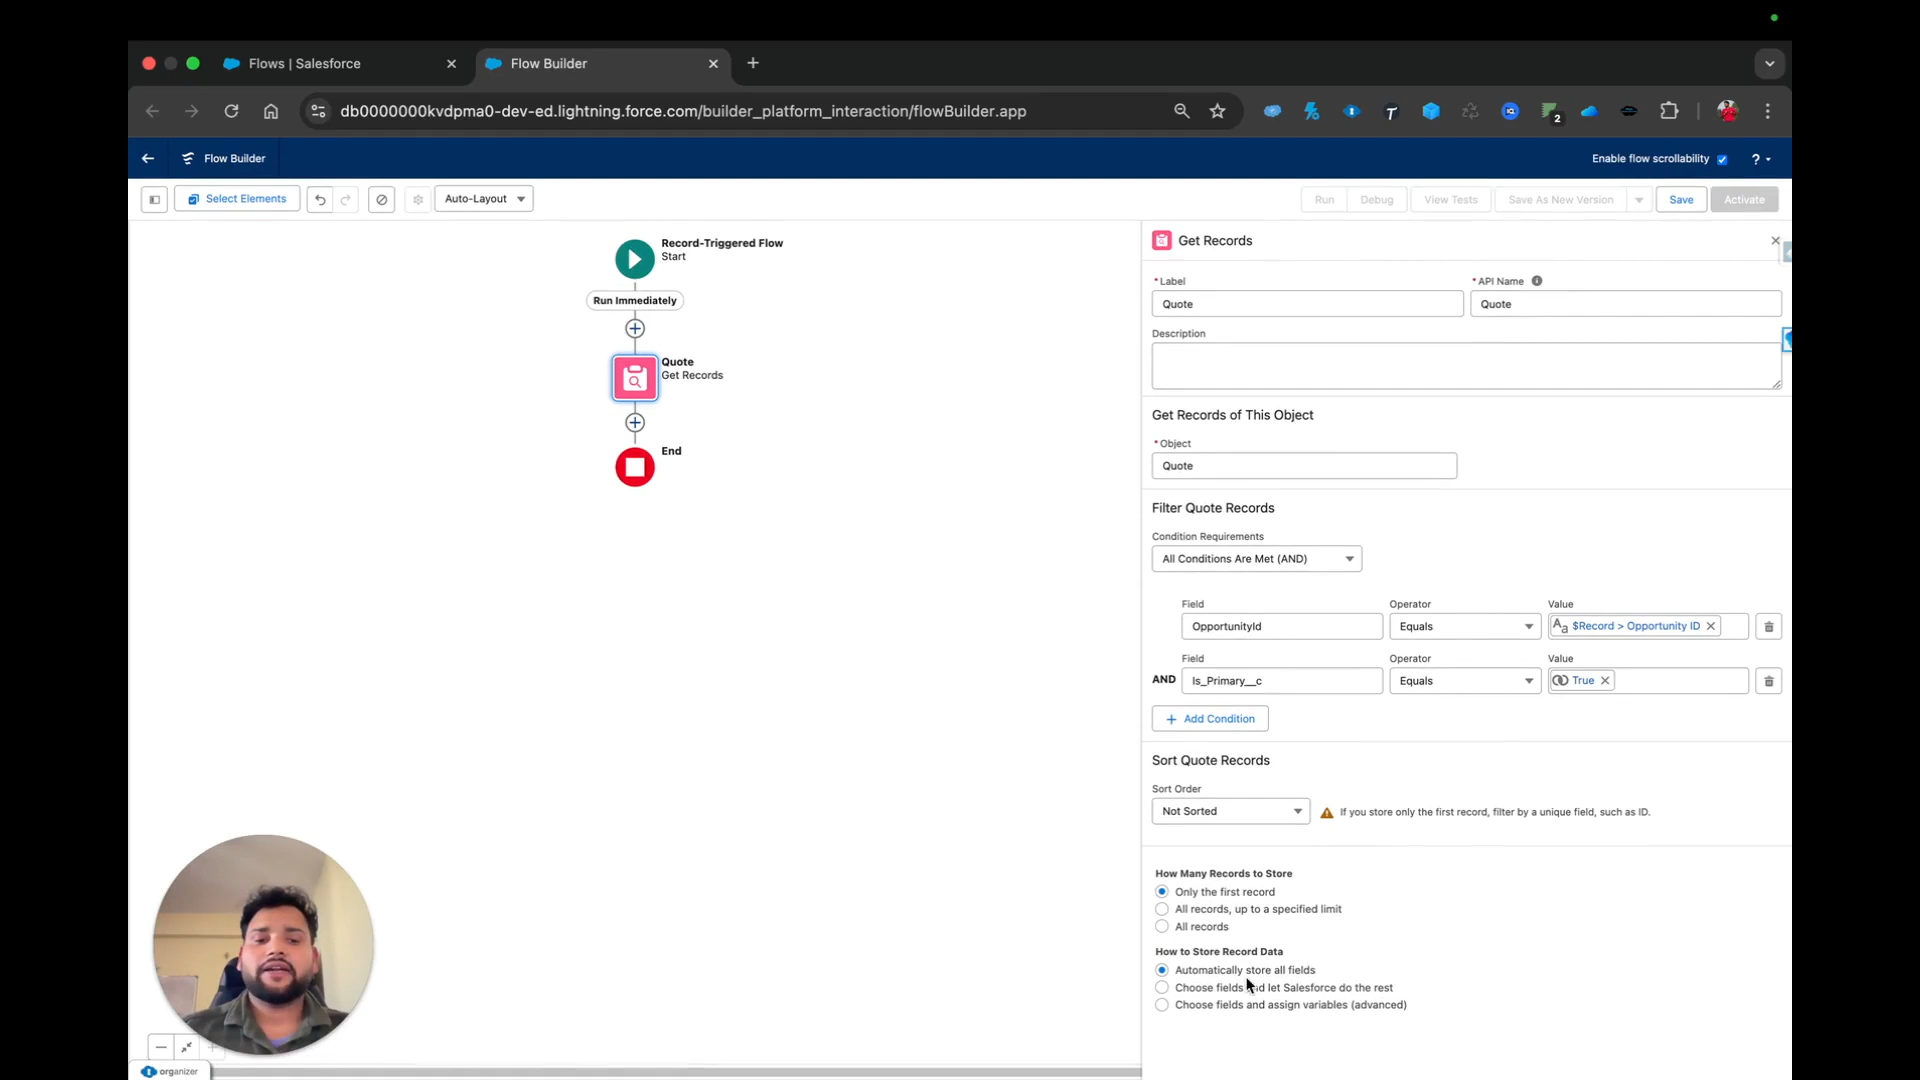 Flows | Salesforce
Flow Builder
db0000000kvdpma0-dev-ed.lightning.force.com/builder_platform_interaction/flowBuilder.app
2
Flow Builder
Enable flow scrollability
?
Select Elements
Auto-Layout
Run
Debug
View Tests
Save As New Version
Save
Activate
Record-Triggered Flow
Start
Run Immediately
Quote
Get Records
End
Get Records
* Label
* API Name
Quote
Quote
Description
Get Records of This Object
* Object
Quote
Filter Quote Records
Condition Requirements
All Conditions Are Met (AND)
Field
Operator
Value
OpportunityId
Equals
Aa $Record > Opportunity ID
Field
Operator
Value
AND
Is_Primary__c
Equals
True
+ Add Condition
Sort Quote Records
Sort Order
Not Sorted
If you store only the first record, filter by a unique field, such as ID.
How Many Records to Store
Only the first record
All records, up to a specified limit
All records
How to Store Record Data
Automatically store all fields
Choose fields and let Salesforce do the rest
Choose fields and assign variables (advanced)
organizer